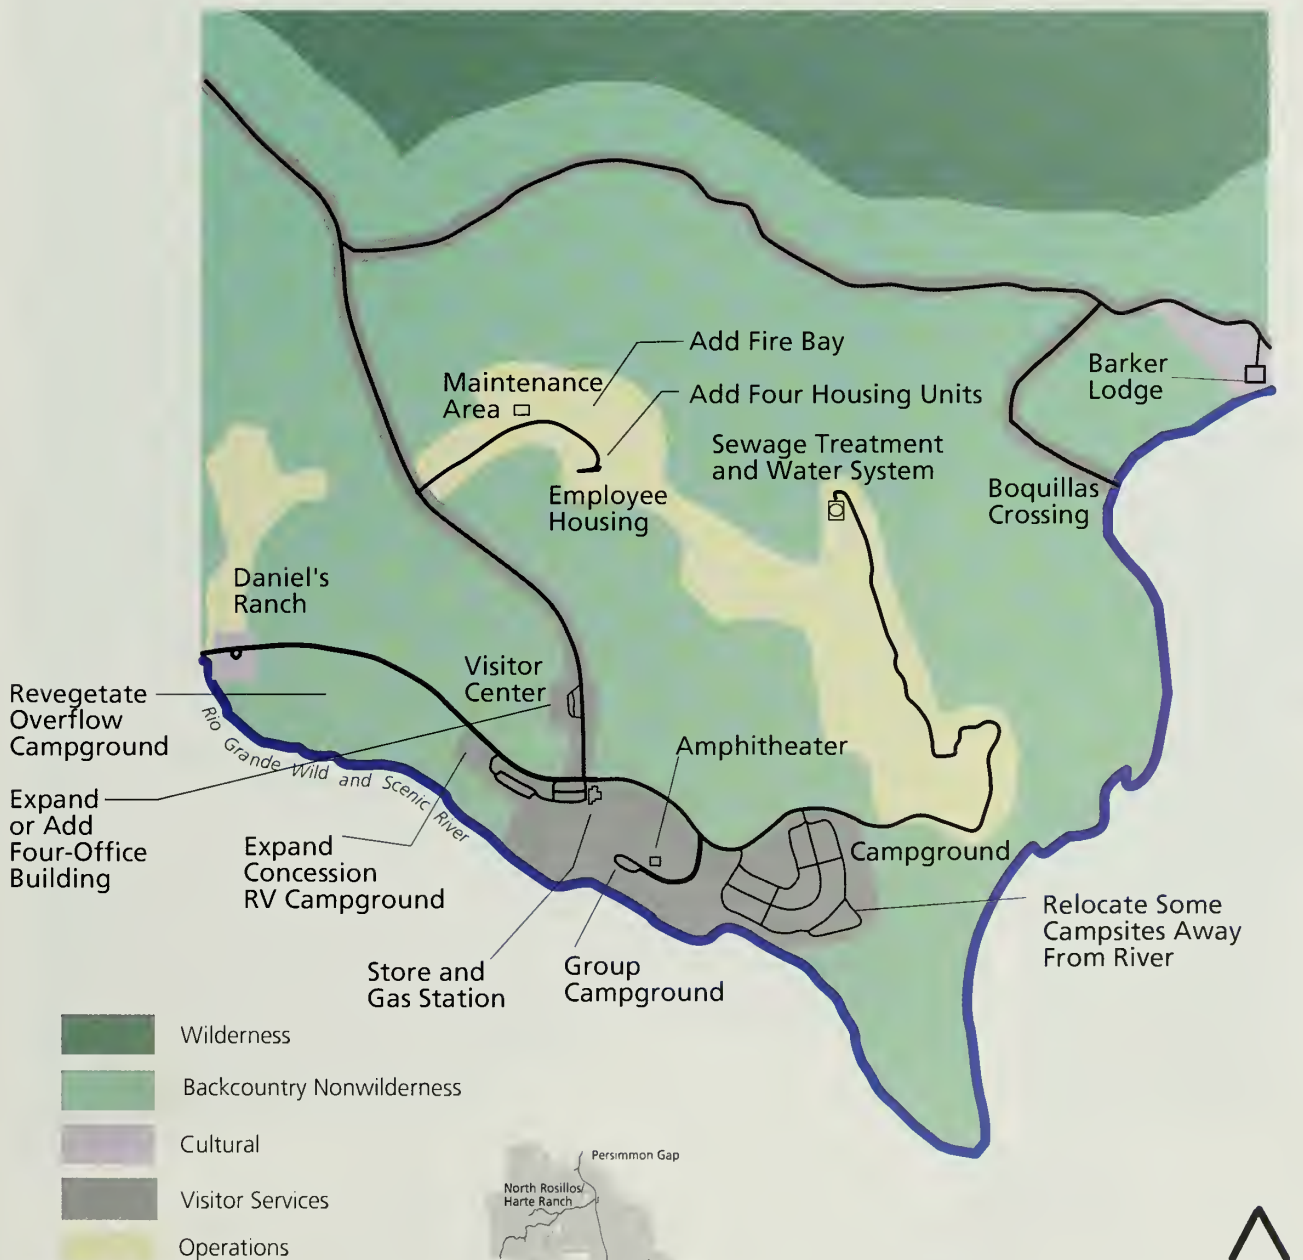 Add Fire Bay
Maintenance
Area
Add Four Housing Units
Barker
Lodge
Sewage Treatment
and Water System
Employee
Housing
Boquillas
Crossing
Daniel's
Ranch
Visitor
Center
Revegetate
Overflow
Campground
Rio Grande Wild and Scenic River
Amphitheater
Expand
or Add
Four-Office
Building
Expand
Concession
RV Campground
Campground
Relocate Some
Campsites Away
From River
Store and
Gas Station
Group
Campground
Wilderness
Backcountry Nonwilderness
Cultural
Visitor Services
Operations
Persimmon Gap
North Rosillos/
Harte Ranch